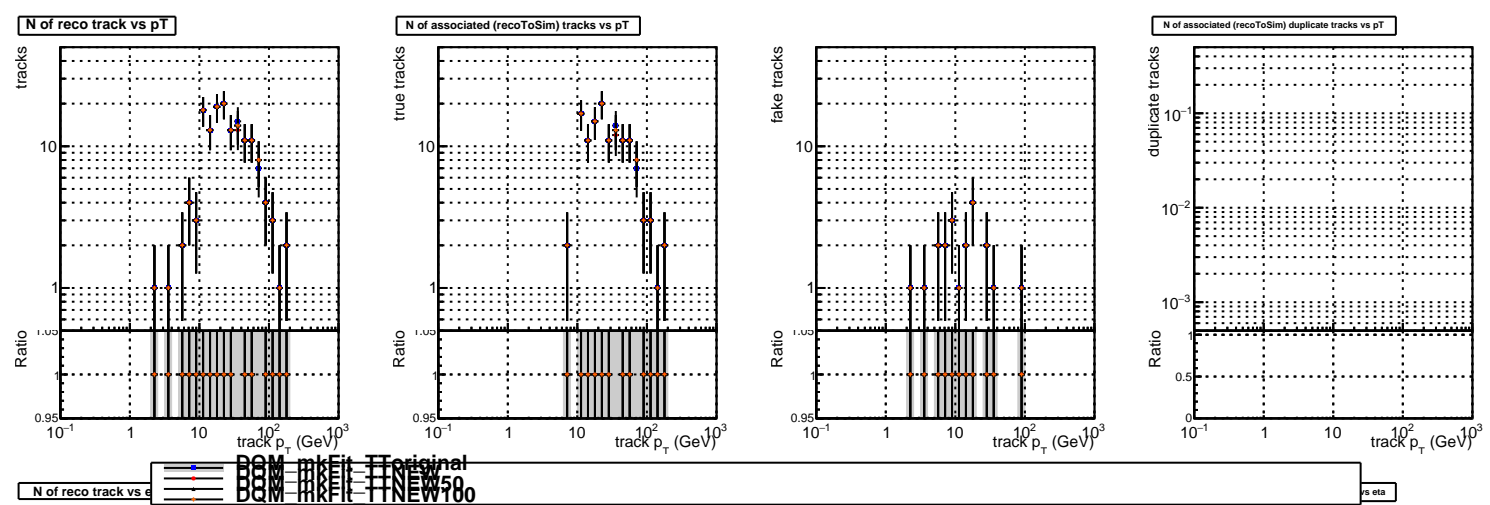 N of reco track vs pT
N of associated (recoToSim) tracks vs pT
N of associated (recoToSim) duplicate tracks vs pT
tracks
10
1
Ratio
1.05
1
0.95
10−1 1 10 102 103
track pT (GeV)
true tracks
10
1
Ratio
1.05
1
0.95
10−1 1 10 102 103
track pT (GeV)
fake tracks
10
1
Ratio
1.05
1
0.95
10−1 1 10 102 103
track pT (GeV)
duplicate tracks
10−1
10−2
10−3
Ratio
1
0.5
0
10−1 1 10 102 103
track pT (GeV)
DQM_mkFit_TToriginal
DQM_mkFit_TTNEW
DQM_mkFit_TTNEW50
DQM_mkFit_TTNEW100
N of reco track vs e
vs eta